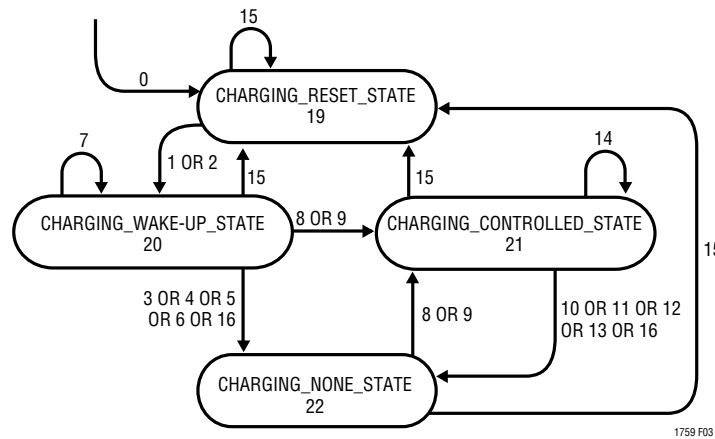 15
0
CHARGING_RESET_STATE
19
7
1 OR 2
15
15
14
CHARGING_WAKE-UP_STATE
20
8 OR 9
CHARGING_CONTROLLED_STATE
21
15
3 OR 4 OR 5
OR 6 OR 16
8 OR 9
10 OR 11 OR 12
OR 13 OR 16
CHARGING_NONE_STATE
22
1759 F03